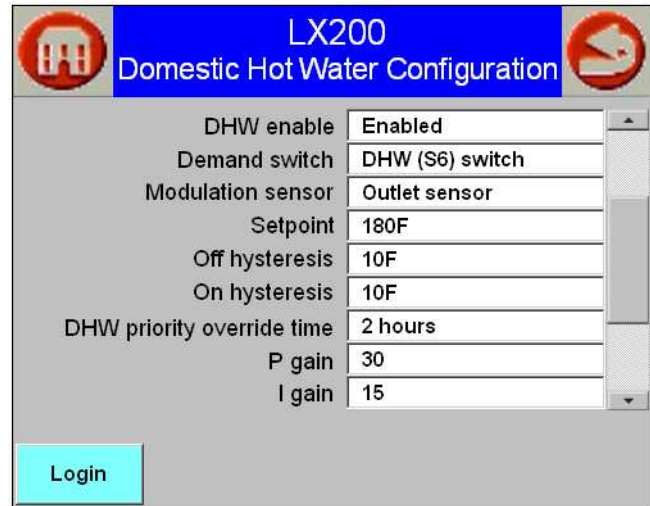 LX200
Domestic Hot Water Configuration
DHW enable Enabled
Demand switch DHW (S6) switch
Modulation sensor Outlet sensor
Setpoint 180F
Off hysteresis 10F
On hysteresis 10F
DHW priority override time 2 hours
P gain 30
I gain 15
Login